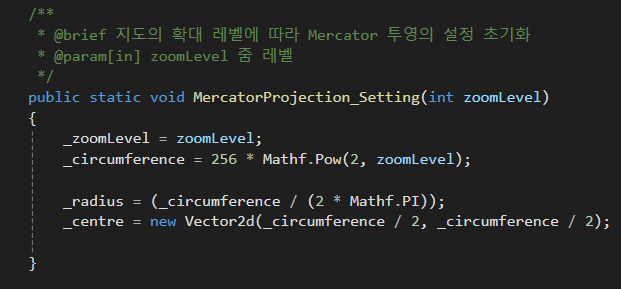 /**
 * @brief 지도의 확대 레벨에 따라 Mercator 투영의 설정 초기화
 * @param[in] zoomLevel 줌 레벨
 */
public static void MercatorProjection_Setting(int zoomLevel)
{
    _zoomLevel = zoomLevel;
    _circumference = 256 * Mathf.Pow(2, zoomLevel);

    _radius = (_circumference / (2 * Mathf.PI));
    _centre = new Vector2d(_circumference / 2, _circumference / 2);

}